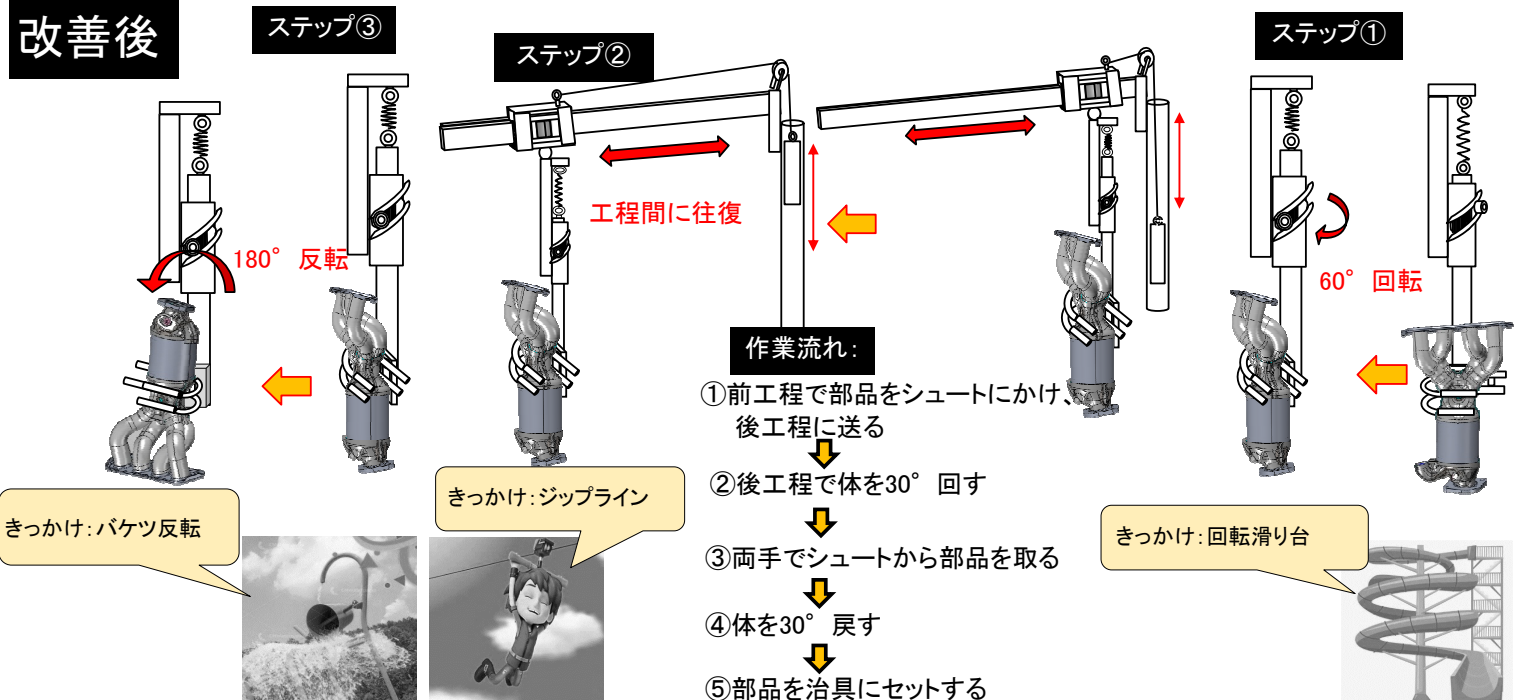 改善後
ステップ③
ステップ②
ステップ①
180° 反転
工程間に往復
60° 回転
作業流れ：
①前工程で部品をシュートにかけ、
後工程に送る
②後工程で体を30° 回す
③両手でシュートから部品を取る
④体を30° 戻す
⑤部品を治具にセットする
きっかけ：バケツ反転
きっかけ：ジップライン
きっかけ：回転滑り台